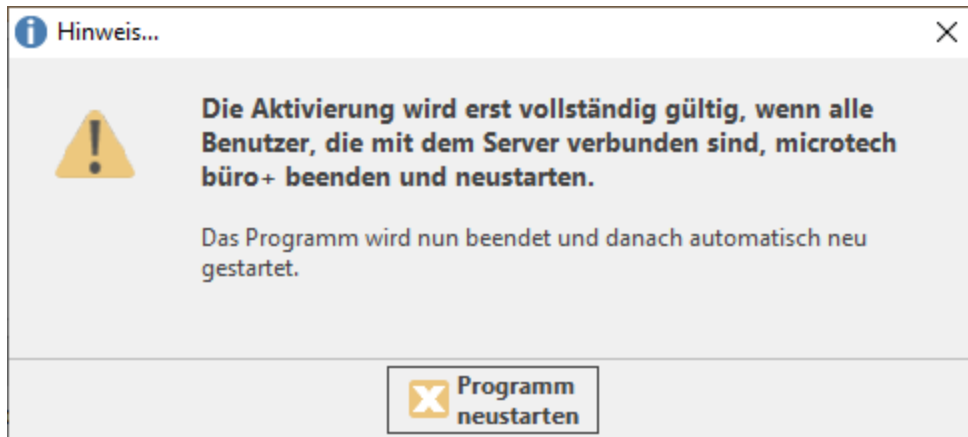 Hinweis...
Die Aktivierung wird erst vollständig gültig, wenn alle
Benutzer, die mit dem Server verbunden sind, microtech
büro+ beenden und neustarten.
Das Programm wird nun beendet und danach automatisch neu
gestartet.
Programm
neustarten